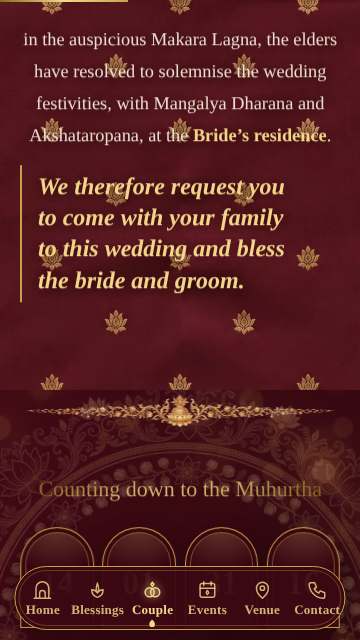 in the auspicious Makara Lagna, the elders
have resolved to solemnise the wedding
festivities, with Mangalya Dharana and
Akshataropana, at the Bride’s residence.
We therefore request you
to come with your family
to this wedding and bless
the bride and groom.
Counting down to the Muhurtha
Home Blessings Couple Events Venue Contact